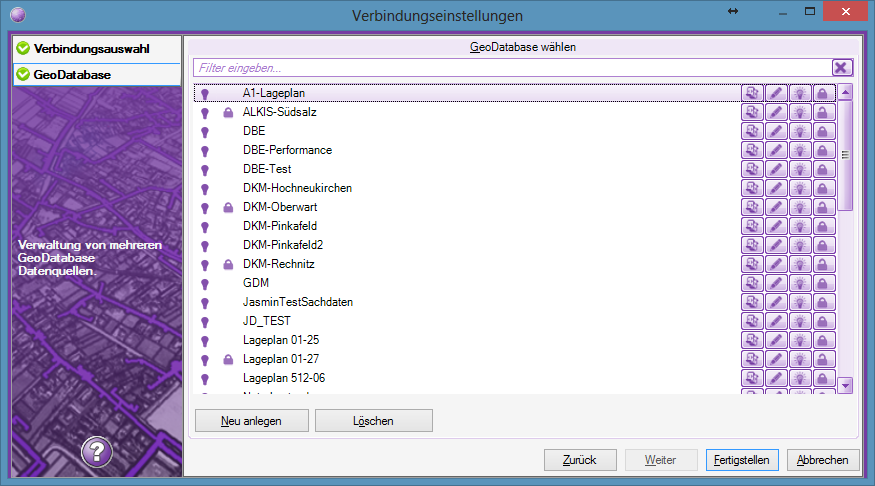 Verbindungseinstellungen
Verbindungsauswahl
GeoDatabase
Verwaltung von mehreren
GeoDatabase
Datenquellen.
?
GeoDatabase wählen
Filter eingeben...
A1-Lageplan
ALKIS-Südsalz
DBE
DBE-Performance
DBE-Test
DKM-Hochneukirchen
DKM-Oberwart
DKM-Pinkafeld
DKM-Pinkafeld2
DKM-Rechnitz
GDM
JasminTestSachdaten
JD_TEST
Lageplan 01-25
Lageplan 01-27
Lageplan 512-06
Neu anlegen
Löschen
Zurück
Weiter
Fertigstellen
Abbrechen